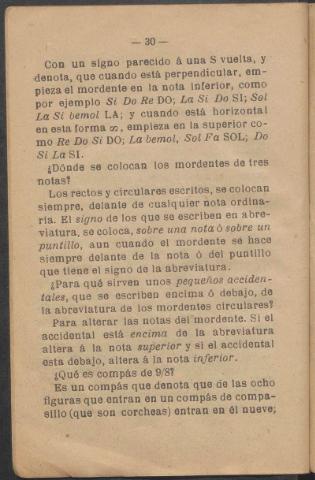 — 30 —
Con un signo parecido á una S vuelta, y
denota, que cuando está perpendicular, em-
pieza el mordente en la nota inferior, como
por ejemplo Si Do Re DO; La Si Do SI; Sol
La Si bemol LA; y cuando está horizontal
en esta forma ∞, empieza en la superior co-
mo Re Do Si DO; La bemol, Sol Fa SOL; Do
Si La SI.
¿Dónde se colocan los mordentes de tres
notas?
Los rectos y circulares escritos, se colocan
siempre, delante de cualquier nota ordina-
ria. El signo de los que se escriben en abre-
viatura, se coloca, sobre una nota ó sobre un
puntillo, aun cuando el mordente se hace
siempre delante de la nota ó del puntillo
que tiene el signo de la abreviatura.
¿Para qué sirven unos pequeños acciden-
tales, que se escriben encima ó debajo, de
la abreviatura de los mordentes circulares?
Para alterar las notas del mordente. Si el
accidental está encima de la abreviatura
altera á la nota superior y si el accidental
esta debajo, altera á la nota inferior.
¿Qué es compás de 9/8?
Es un compás que denota que de las ocho
figuras que entran en un compás de compa-
sillo (que son corcheas) entran en él nueve;